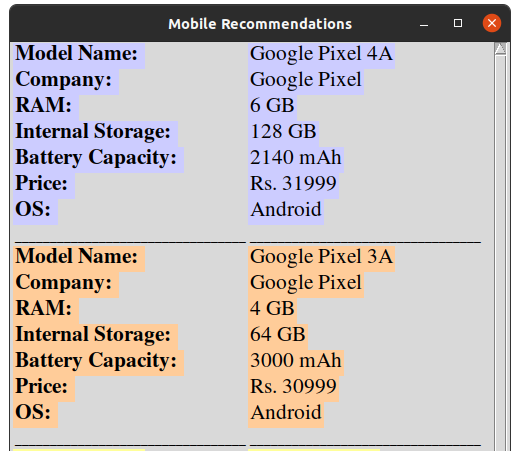 Mobile Recommendations
Model Name: Google Pixel 4A
Company: Google Pixel
RAM: 6 GB
Internal Storage: 128 GB
Battery Capacity: 2140 mAh
Price: Rs. 31999
OS: Android
Model Name: Google Pixel 3A
Company: Google Pixel
RAM: 4 GB
Internal Storage: 64 GB
Battery Capacity: 3000 mAh
Price: Rs. 30999
OS: Android